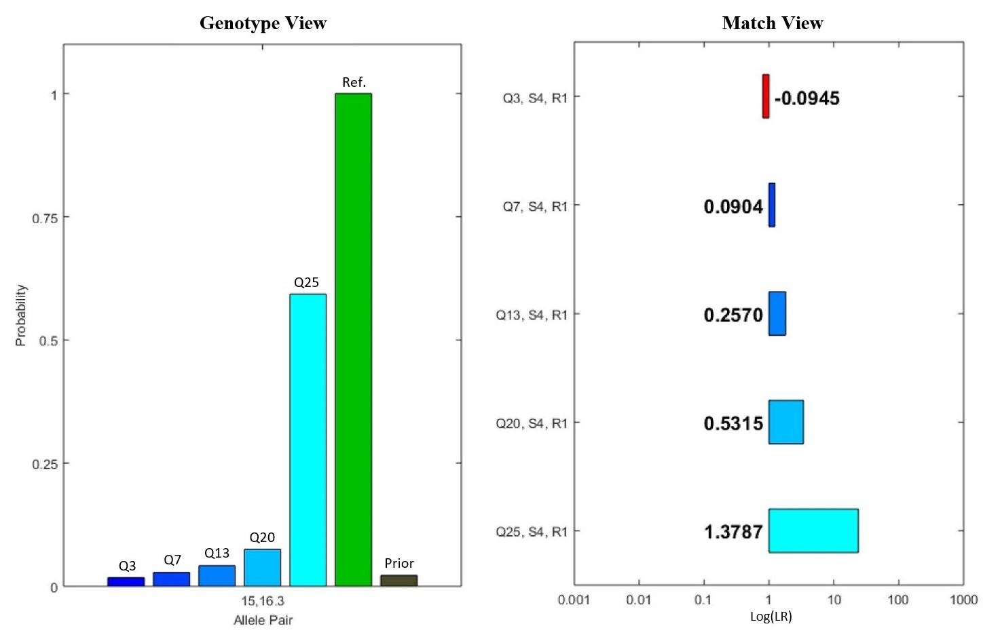 Genotype View
Ref.
1
0.75
Q25
Probability
0.5
0.25
Q20
Q13
Q7
Q3
Prior
0
15,16.3
Allele Pair
Match View
Q3, S4, R1
-0.0945
Q7, S4, R1
0.0904
Q13, S4, R1
0.2570
Q20, S4, R1
0.5315
Q25, S4, R1
1.3787
0.001 0.01 0.1 1 10 100 1000
Log(LR)